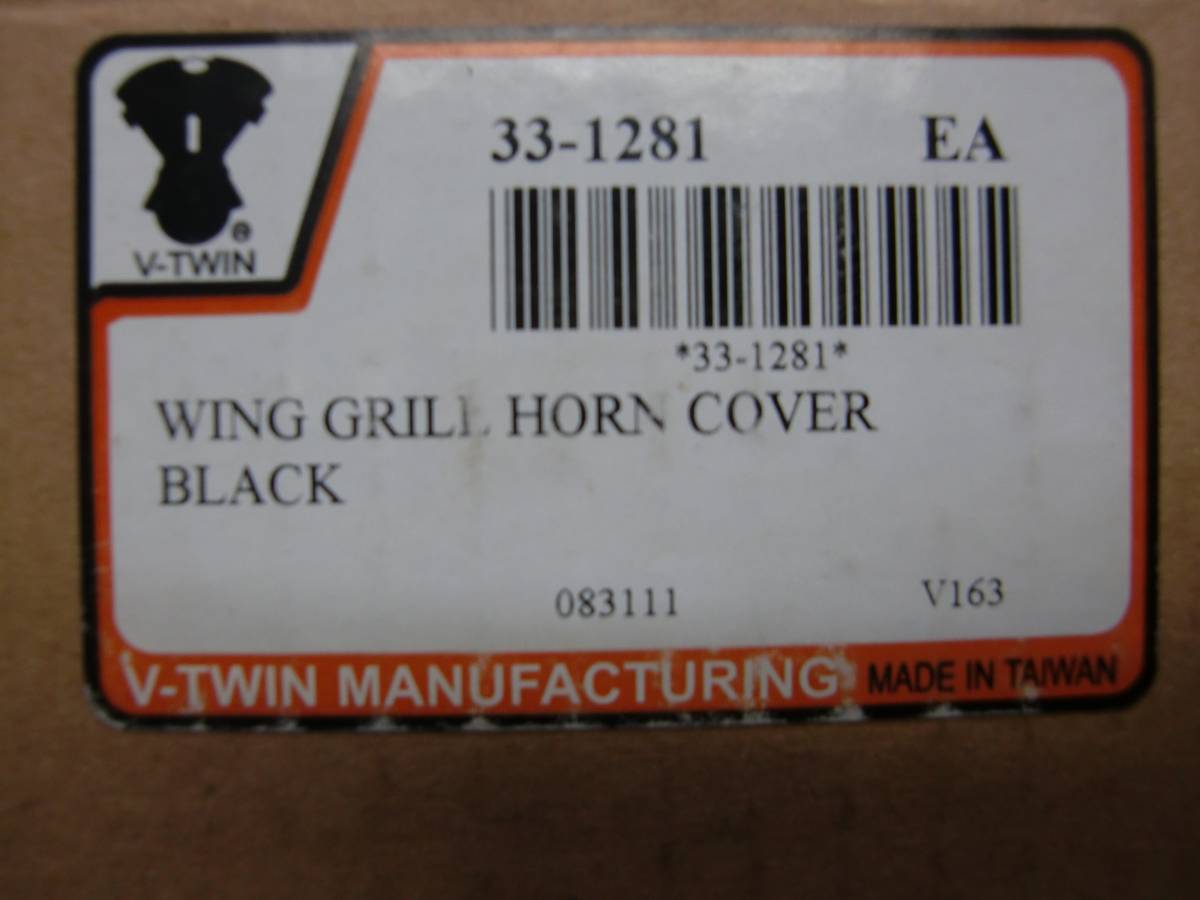 33-1281 EA
®
V-TWIN
*33-1281*
WING GRILL HORN COVER
BLACK
083111 V163
V-TWIN MANUFACTURING MADE IN TAIWAN